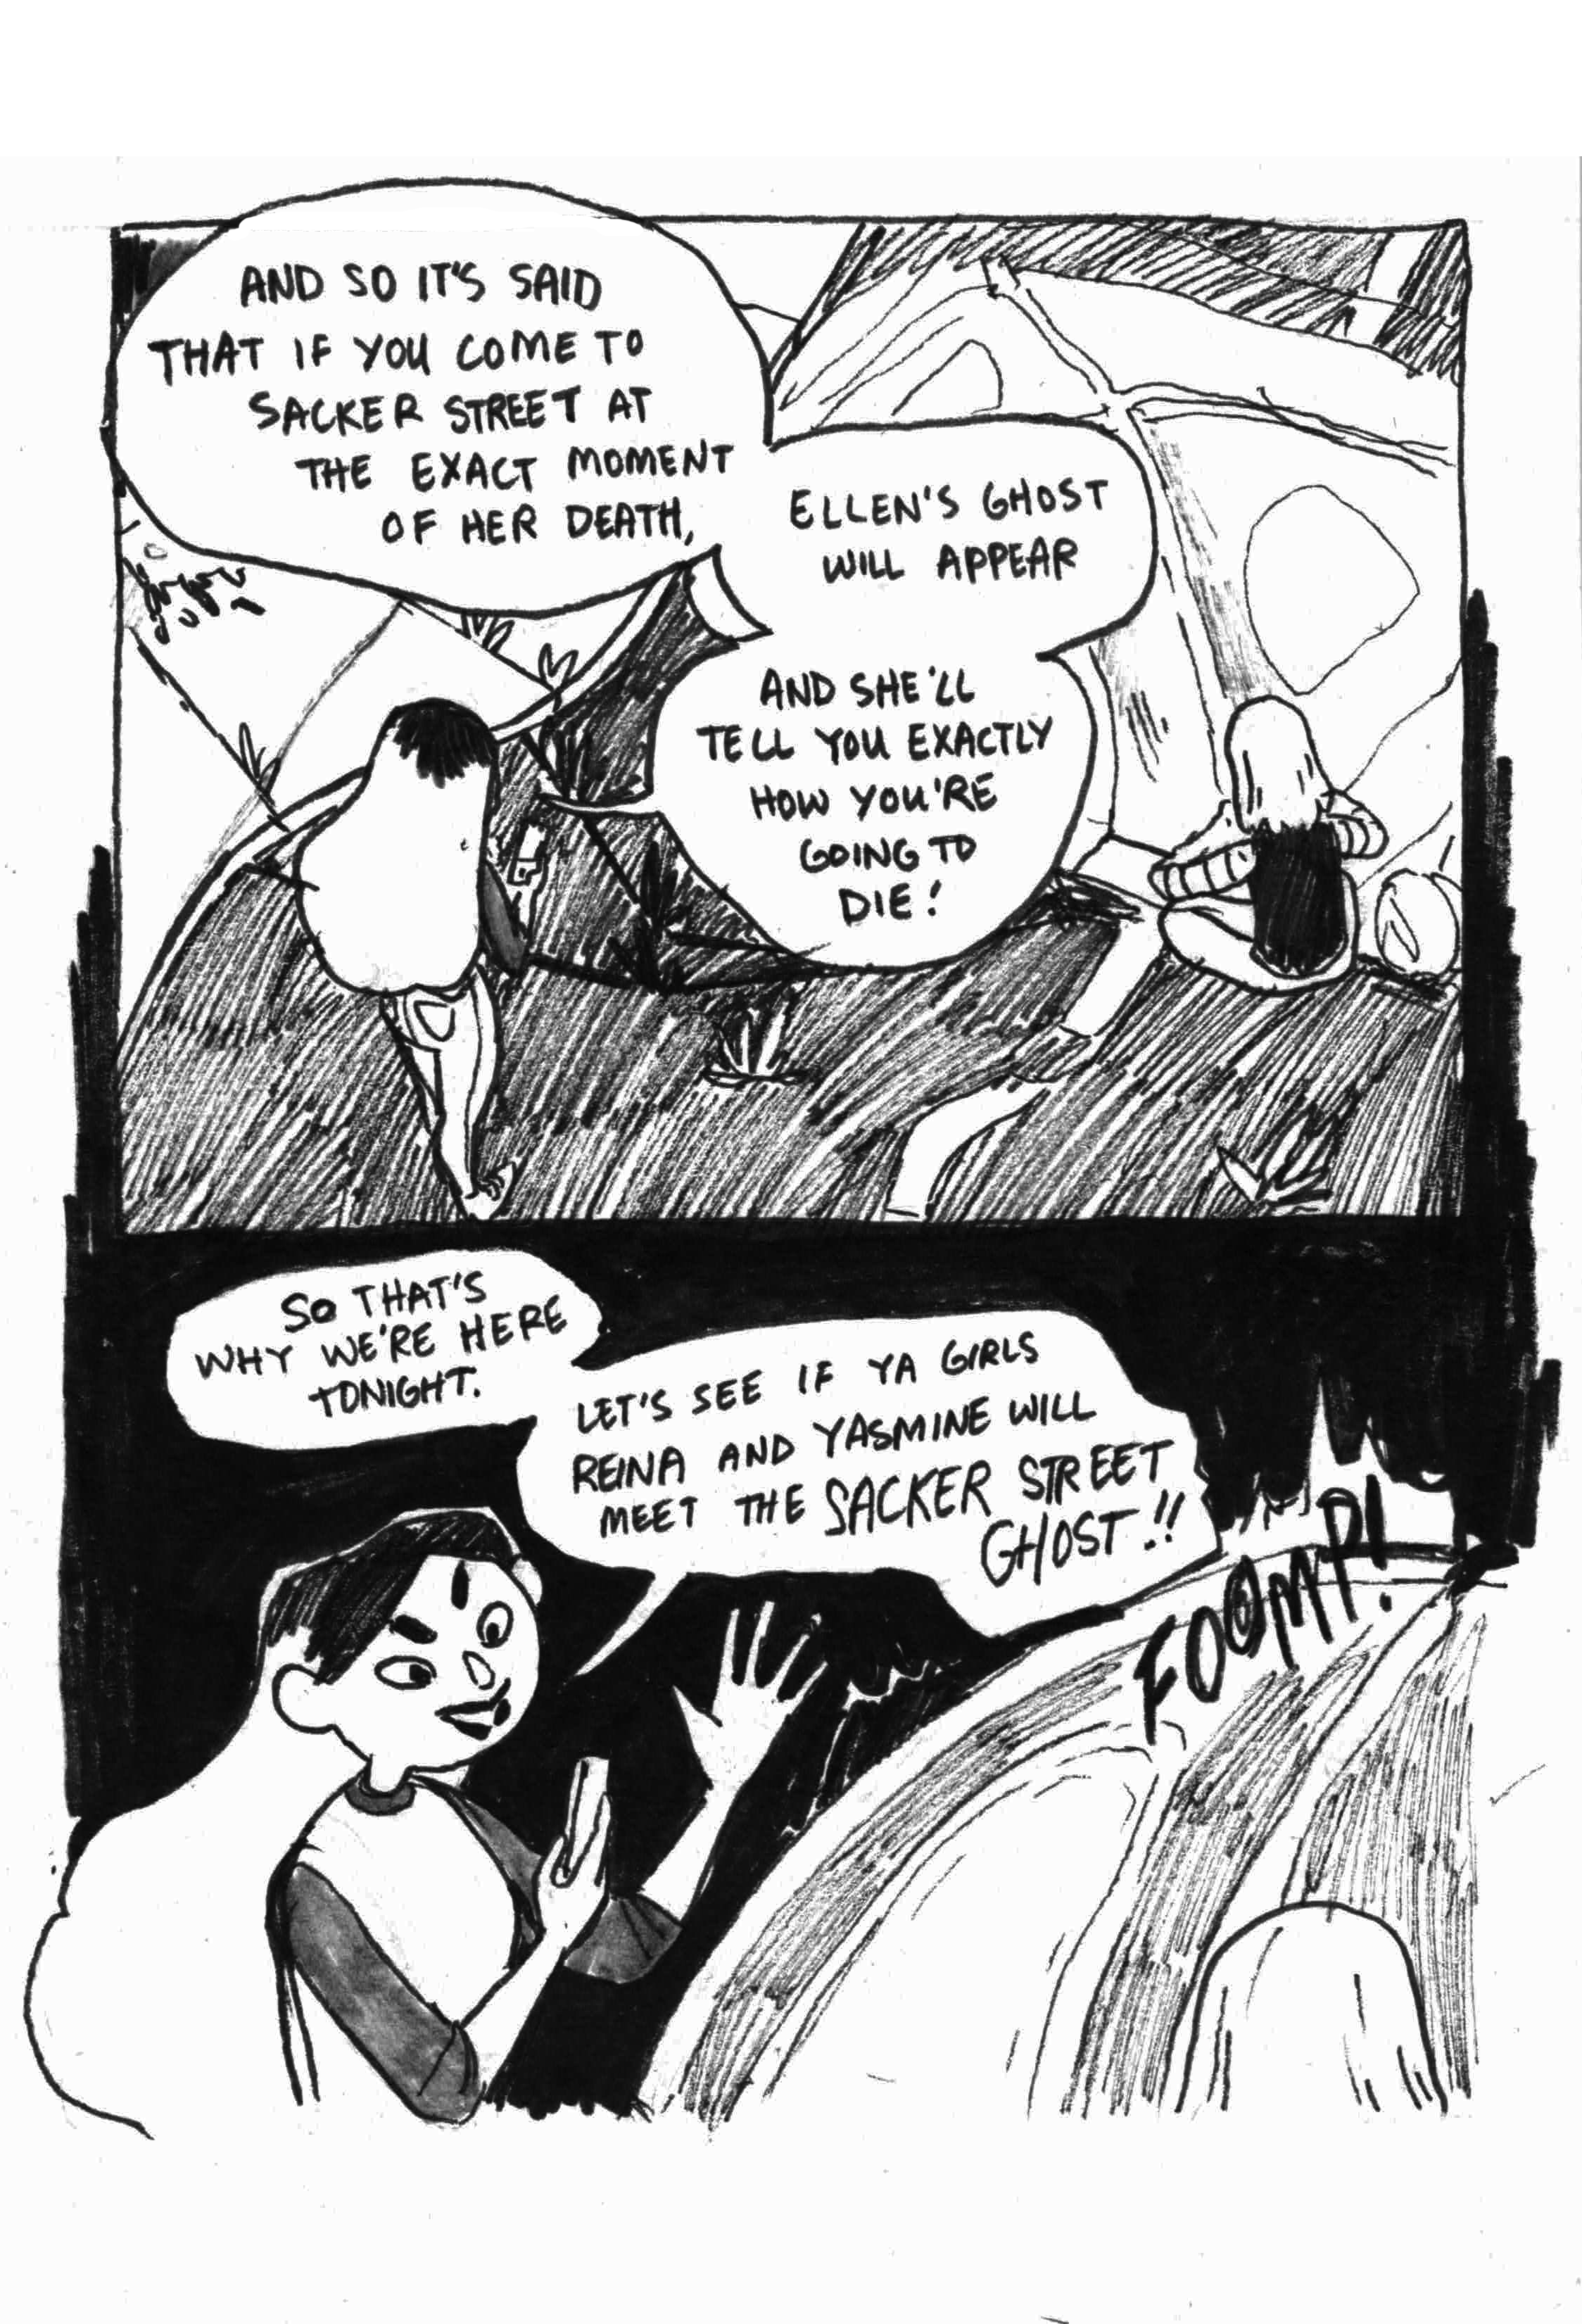 AND SO IT'S SAID
THAT IF YOU COME TO
SACKER STREET AT
THE EXACT MOMENT
OF HER DEATH,
ELLEN'S GHOST
WILL APPEAR
AND SHE'LL
TELL YOU EXACTLY
HOW YOU'RE
GOING TO
DIE!
SO THAT'S
WHY WE'RE HERE
TONIGHT.
LET'S SEE IF YA GIRLS
REINA AND YASMINE WILL
MEET THE SACKER STREET
GHOST!!
FOOMP!